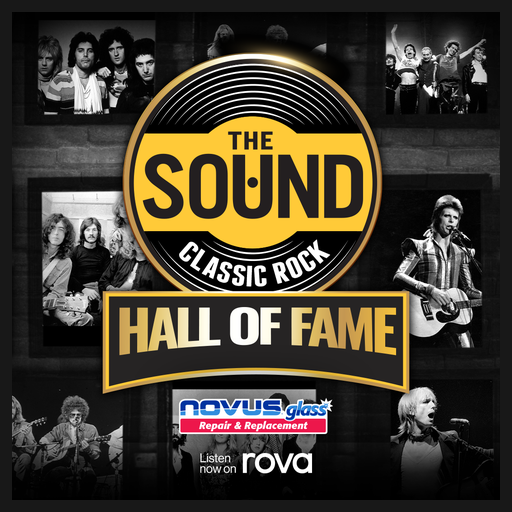 THE
SOUND
CLASSIC ROCK
HALL OF FAME
novus glass
Repair & Replacement
Listen
now on rova